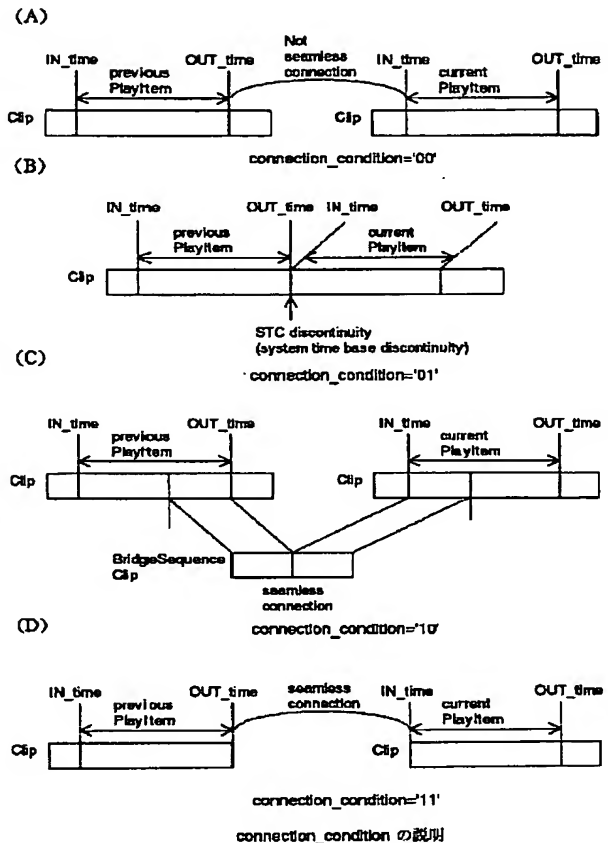 (A)
Not
seamless
connection
IN_time
OUT_time
IN_time
OUT_time
previous
PlayItem
current
PlayItem
Clip
Clip
connection_condition='00'
(B)
IN_time
OUT_time
IN_time
OUT_time
previous
PlayItem
current
PlayItem
Clip
STC discontinuity
(system time base discontinuity)
connection_condition='01'
(C)
IN_time
OUT_time
IN_time
OUT_time
previous
PlayItem
current
PlayItem
Clip
Clip
BridgeSequence
Clip
seamless
connection
connection_condition='10'
(D)
IN_time
OUT_time
seamless
connection
IN_time
OUT_time
previous
PlayItem
current
PlayItem
Clip
Clip
connection_condition='11'
connection_condition の説明